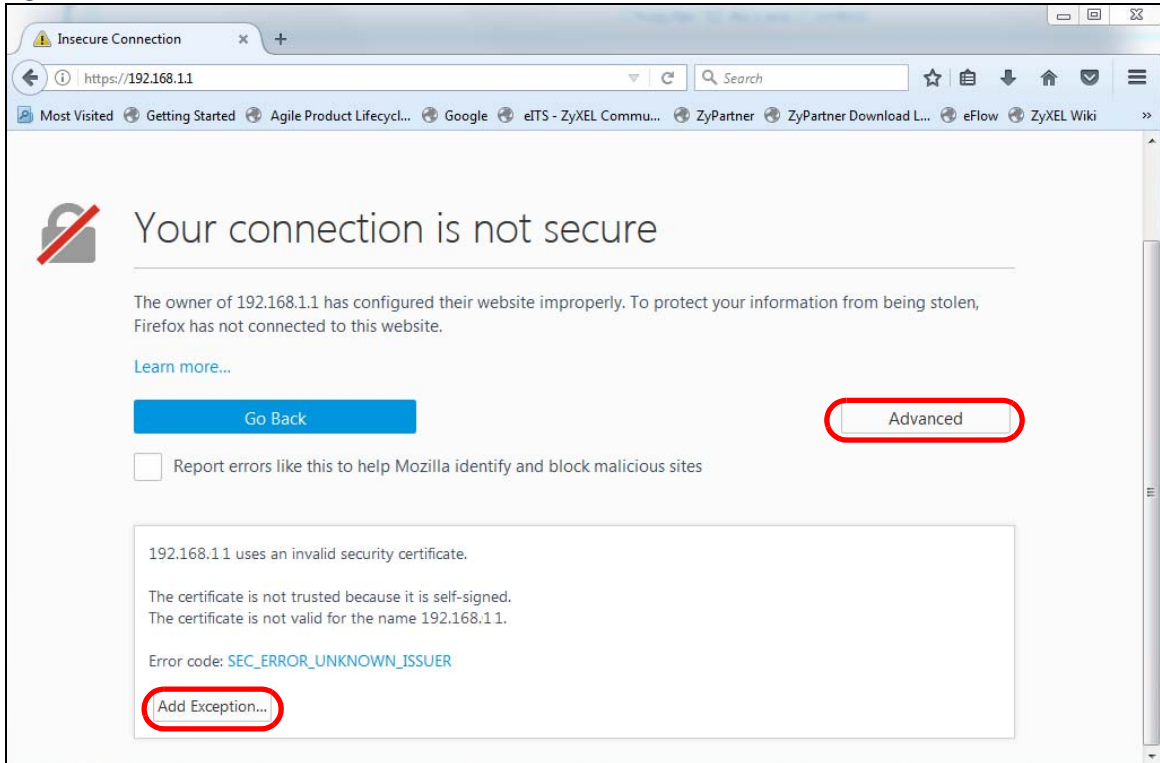 Insecure Connection
https://192.168.1.1
Search
Most Visited
Getting Started
Agile Product Lifecycl...
Google
eITS - ZyXEL Commu...
ZyPartner
ZyPartner Download L...
eFlow
ZyXEL Wiki
Your connection is not secure
The owner of 192.168.1.1 has configured their website improperly. To protect your information from being stolen,
Firefox has not connected to this website.
Learn more...
Go Back
Advanced
Report errors like this to help Mozilla identify and block malicious sites
192.168.1.1 uses an invalid security certificate.
The certificate is not trusted because it is self-signed.
The certificate is not valid for the name 192.168.1.1.
Error code: SEC_ERROR_UNKNOWN_ISSUER
Add Exception...